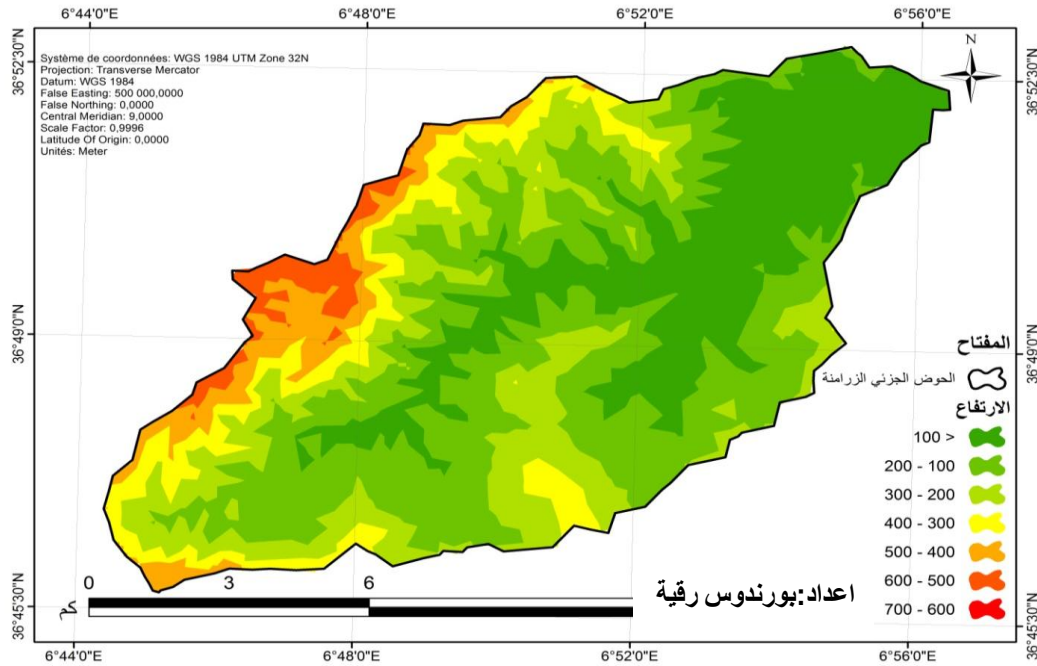 6°44'0"E 6°48'0"E 6°52'0"E 6°56'0"E
36°52'30"N 36°52'30"N
Système de coordonnées: WGS 1984 UTM Zone 32N
Projection: Transverse Mercator
Datum: WGS 1984
False Easting: 500 000,0000
False Northing: 0,0000
Central Meridian: 9,0000
Scale Factor: 0,9996
Latitude Of Origin: 0,0000
Unités: Meter
N
36°49'0"N 36°49'0"N
المفتاح
الحوض الجزئي الزرامنة
الارتفاع
100 >
200 - 100
300 - 200
400 - 300
500 - 400
600 - 500
700 - 600
0 3 6
كم
اعداد:بورندوس رقية
36°45'30"N 36°45'30"N
6°44'0"E 6°48'0"E 6°52'0"E 6°56'0"E